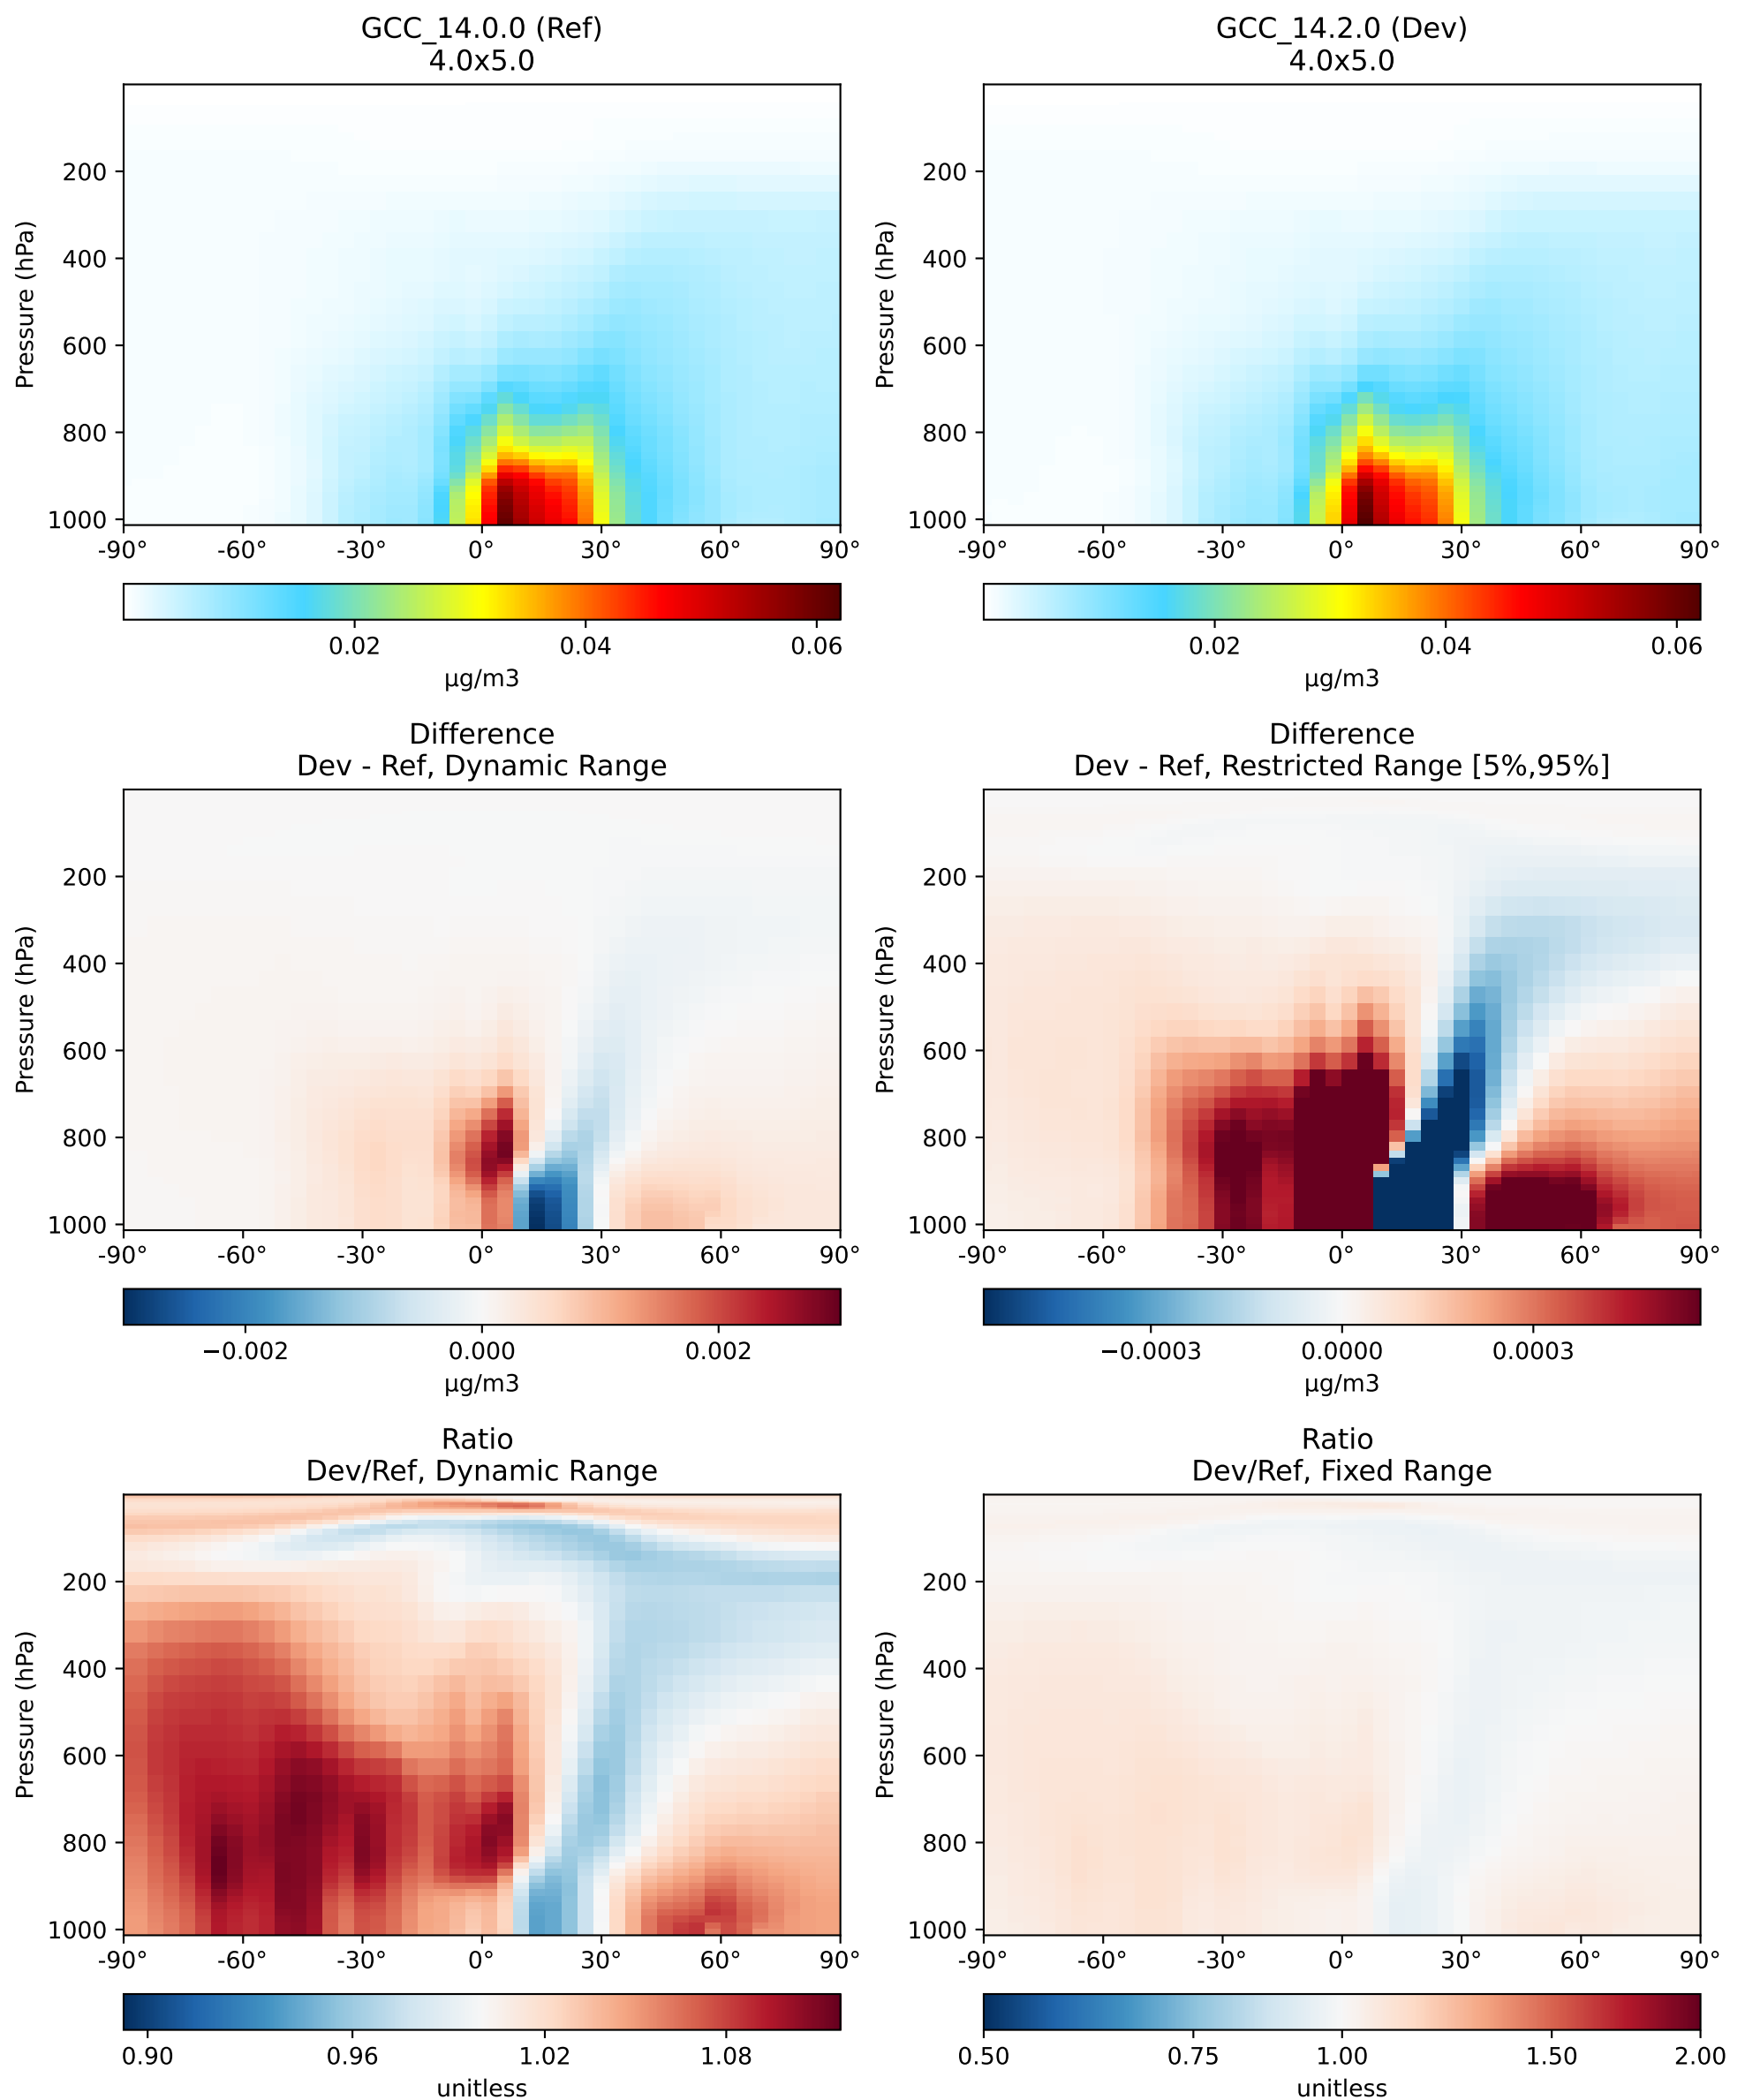 GCC_14.0.0 (Ref)
4.0x5.0
Pressure (hPa)
200
400
600
800
1000
-90° -60° -30° 0° 30° 60° 90°
0.02 0.04 0.06
µg/m3
GCC_14.2.0 (Dev)
4.0x5.0
Pressure (hPa)
200
400
600
800
1000
-90° -60° -30° 0° 30° 60° 90°
0.02 0.04 0.06
µg/m3
Difference
Dev - Ref, Dynamic Range
Pressure (hPa)
200
400
600
800
1000
-90° -60° -30° 0° 30° 60° 90°
−0.002 0.000 0.002
µg/m3
Difference
Dev - Ref, Restricted Range [5%,95%]
Pressure (hPa)
200
400
600
800
1000
-90° -60° -30° 0° 30° 60° 90°
−0.0003 0.0000 0.0003
µg/m3
Ratio
Dev/Ref, Dynamic Range
Pressure (hPa)
200
400
600
800
1000
-90° -60° -30° 0° 30° 60° 90°
0.90 0.96 1.02 1.08
unitless
Ratio
Dev/Ref, Fixed Range
Pressure (hPa)
200
400
600
800
1000
-90° -60° -30° 0° 30° 60° 90°
0.50 0.75 1.00 1.50 2.00
unitless